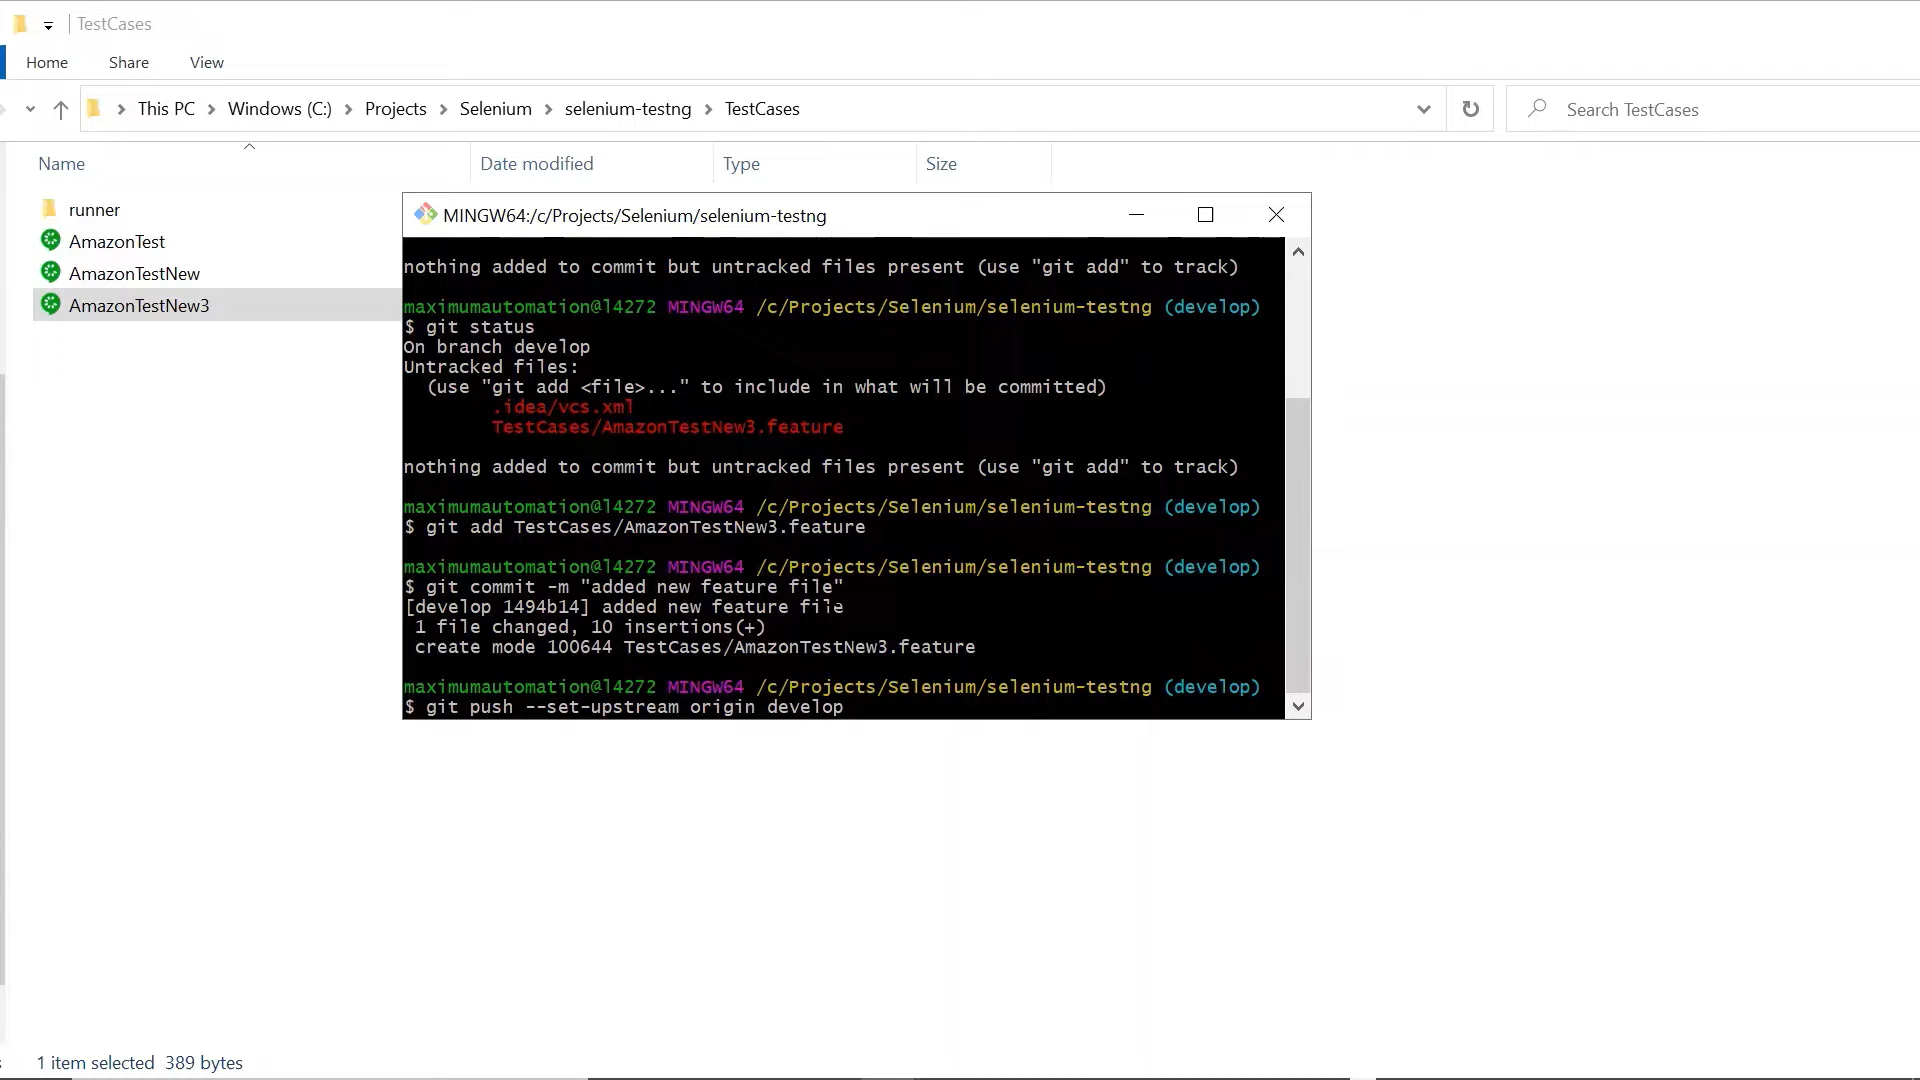 TestCases
Home Share View
This PC Windows (C:) Projects Selenium selenium-testng TestCases
Search TestCases
Name Date modified Type Size
runner
AmazonTest
AmazonTestNew
AmazonTestNew3
MINGW64:/c/Projects/Selenium/selenium-testng
nothing added to commit but untracked files present (use "git add" to track)
maximumautomation@l4272 MINGW64 /c/Projects/Selenium/selenium-testng (develop)
$ git status
On branch develop
Untracked files:
(use "git add <file>..." to include in what will be committed)
.idea/vcs.xml
TestCases/AmazonTestNew3.feature
nothing added to commit but untracked files present (use "git add" to track)
maximumautomation@l4272 MINGW64 /c/Projects/Selenium/selenium-testng (develop)
$ git add TestCases/AmazonTestNew3.feature
maximumautomation@l4272 MINGW64 /c/Projects/Selenium/selenium-testng (develop)
$ git commit -m "added new feature file"
[develop 1494b14] added new feature file
1 file changed, 10 insertions(+)
create mode 100644 TestCases/AmazonTestNew3.feature
maximumautomation@l4272 MINGW64 /c/Projects/Selenium/selenium-testng (develop)
$ git push --set-upstream origin develop
1 item selected 389 bytes